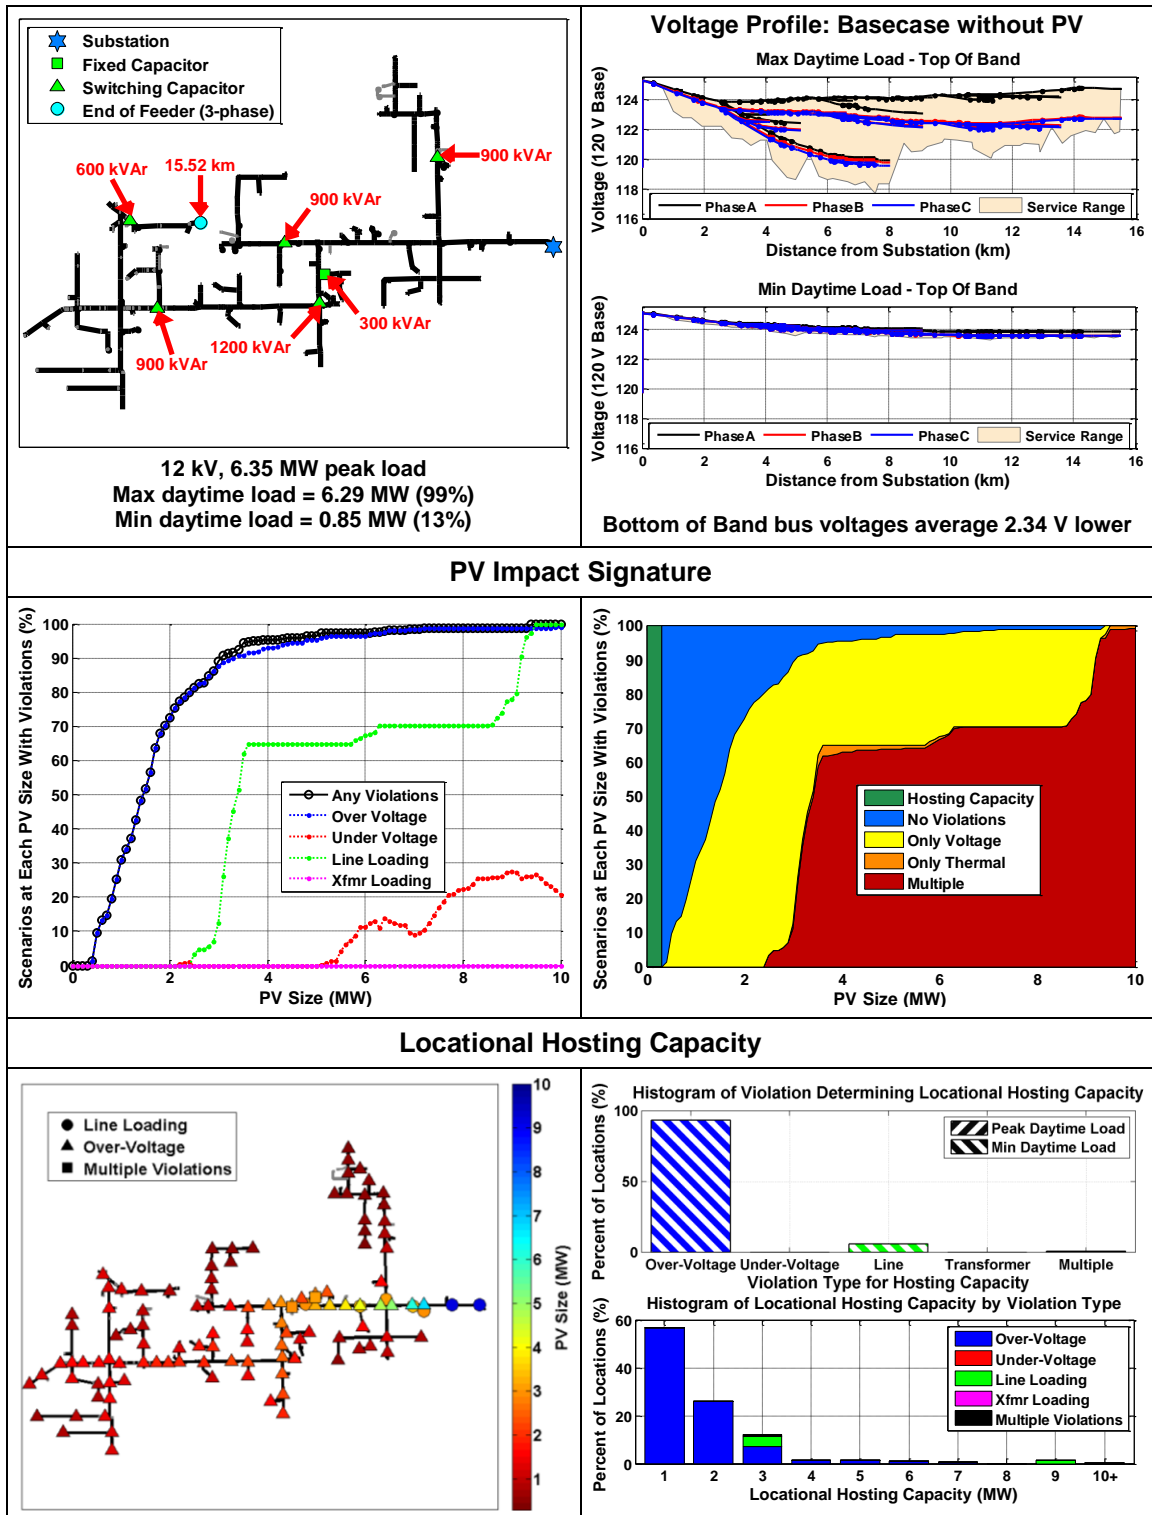 Substation
Fixed Capacitor
Switching Capacitor
End of Feeder (3-phase)
600 kVAr
15.52 km
900 kVAr
900 kVAr
300 kVAr
1200 kVAr
900 kVAr
12 kV, 6.35 MW peak load
Max daytime load = 6.29 MW (99%)
Min daytime load = 0.85 MW (13%)
Voltage Profile: Basecase without PV
Max Daytime Load - Top Of Band
Voltage (120 V Base)
124
122
120
118
116
PhaseA PhaseB PhaseC Service Range
0 2 4 6 8 10 12 14 16
Distance from Substation (km)
Min Daytime Load - Top Of Band
Voltage (120 V Base)
124
122
120
118
116
PhaseA PhaseB PhaseC Service Range
0 2 4 6 8 10 12 14 16
Distance from Substation (km)
Bottom of Band bus voltages average 2.34 V lower
PV Impact Signature
Scenarios at Each PV Size With Violations (%)
100
90
80
70
60
50
40
30
20
10
0
Any Violations
Over Voltage
Under Voltage
Line Loading
Xfmr Loading
0 2 4 6 8 10
PV Size (MW)
Scenarios at Each PV Size With Violations (%)
100
90
80
70
60
50
40
30
20
10
0
Hosting Capacity
No Violations
Only Voltage
Only Thermal
Multiple
0 2 4 6 8 10
PV Size (MW)
Locational Hosting Capacity
Line Loading
Over-Voltage
Multiple Violations
10
9
8
7
6
5
4
3
2
1
PV Size (MW)
Histogram of Violation Determining Locational Hosting Capacity
Percent of Locations (%)
100
50
0
Peak Daytime Load
Min Daytime Load
Over-Voltage Under-Voltage Line Transformer Multiple
Violation Type for Hosting Capacity
Histogram of Locational Hosting Capacity by Violation Type
Percent of Locations (%)
60
40
20
0
Over-Voltage
Under-Voltage
Line Loading
Xfmr Loading
Multiple Violations
1 2 3 4 5 6 7 8 9 10+
Locational Hosting Capacity (MW)